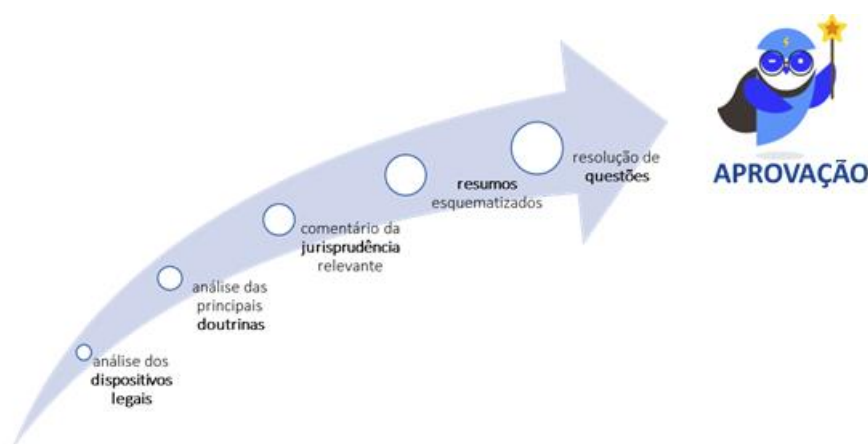 análise dos
dispositivos
legais
análise das
principais
doutrinas
comentário da
jurisprudência
relevante
resumos
esquematizados
resolução de
questões
APROVAÇÃO